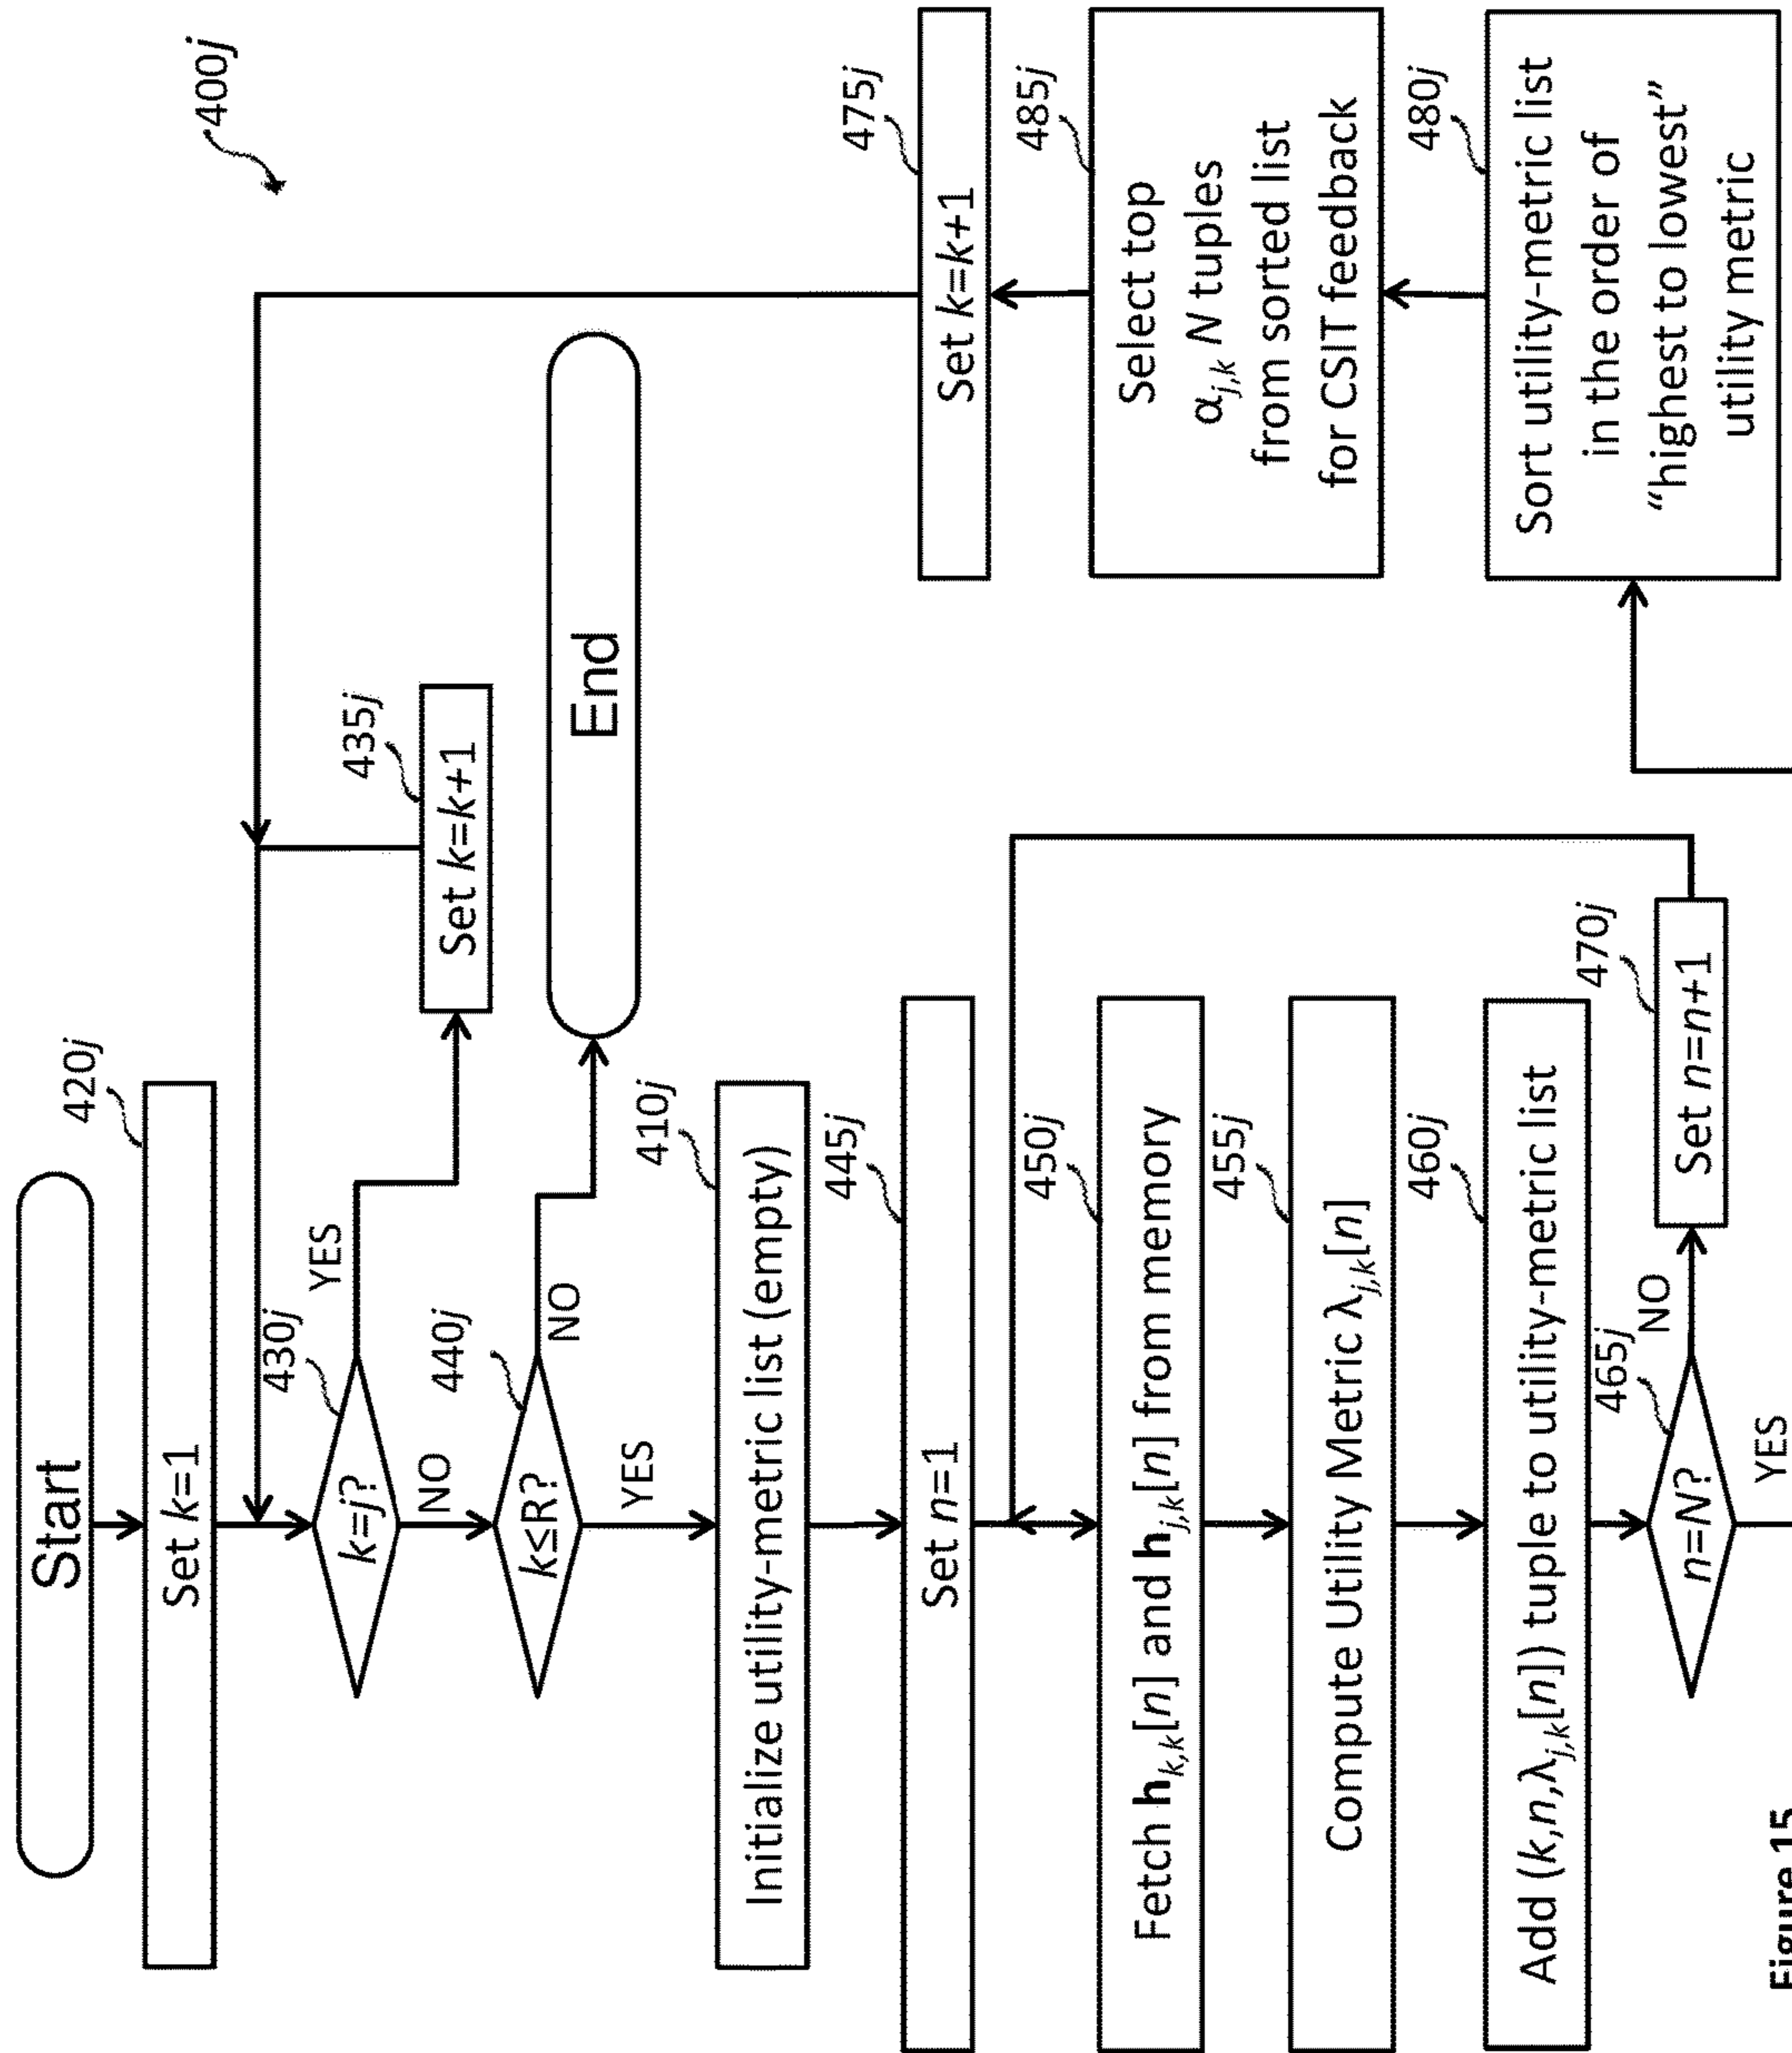 400j
Start
420j
Set k=1
430j
k=j?
YES
NO
435j
Set k=k+1
440j
k≤R?
NO
YES
End
410j
Initialize utility-metric list (empty)
445j
Set n=1
450j
Fetch h_{k,k}[n] and h_{j,k}[n] from memory
455j
Compute Utility Metric λ_{j,k}[n]
460j
Add (k,n,λ_{j,k}[n]) tuple to utility-metric list
465j
n=N?
NO
YES
470j
Set n=n+1
475j
Set k=k+1
485j
Select top
α_{j,k} N tuples
from sorted list
for CSIT feedback
480j
Sort utility-metric list
in the order of
“highest to lowest”
utility metric
Figure 15